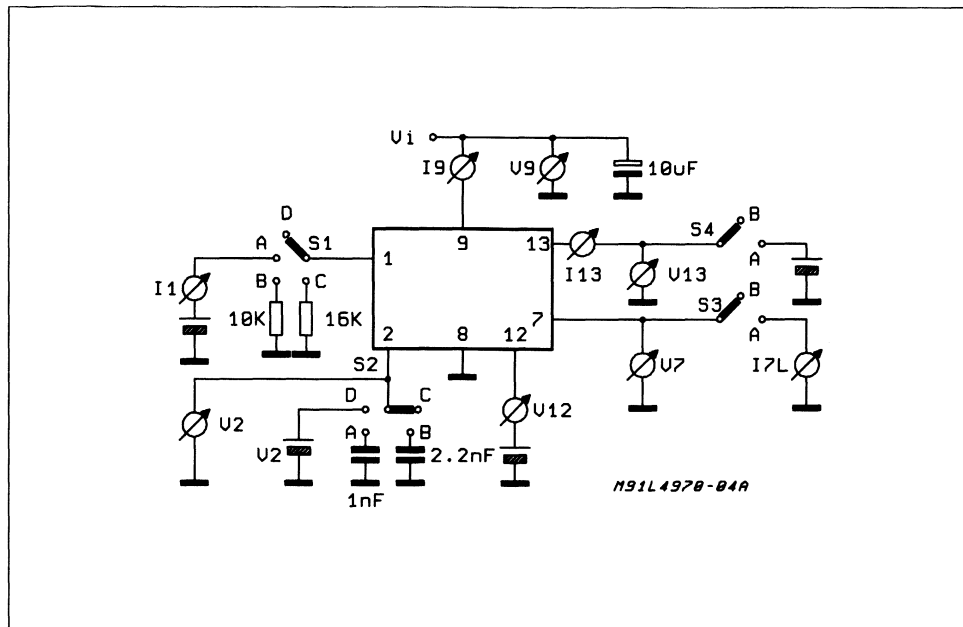 Vi
I9
V9
10uF
D
A
S1
B
C
I1
10K
16K
1
9
13
7
2
8
12
I13
V13
S4
B
A
S3
B
A
V7
I7L
S2
V2
D
C
A
B
V2
1nF
2.2nF
V12
M91L4970-04A